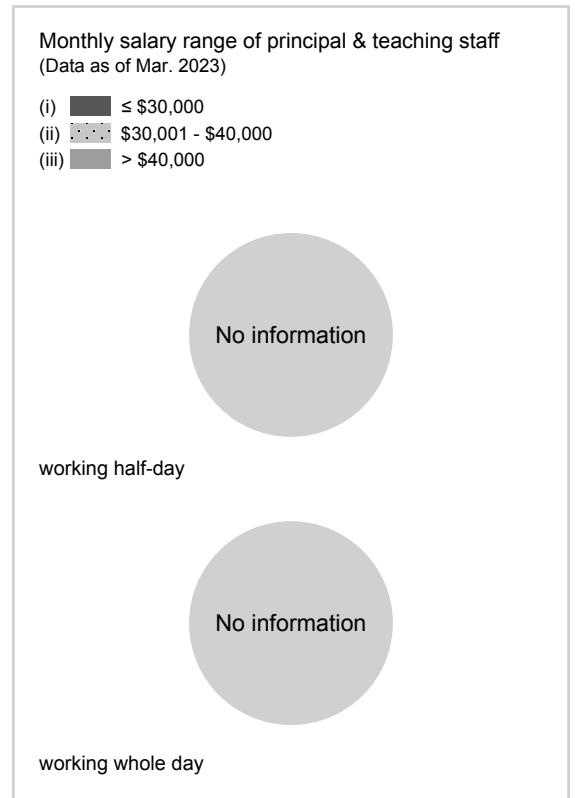 Monthly salary range of principal & teaching staff
(Data as of Mar. 2023)
(i) ≤ $30,000
(ii) $30,001 - $40,000
(iii) > $40,000
No information
working half-day
No information
working whole day